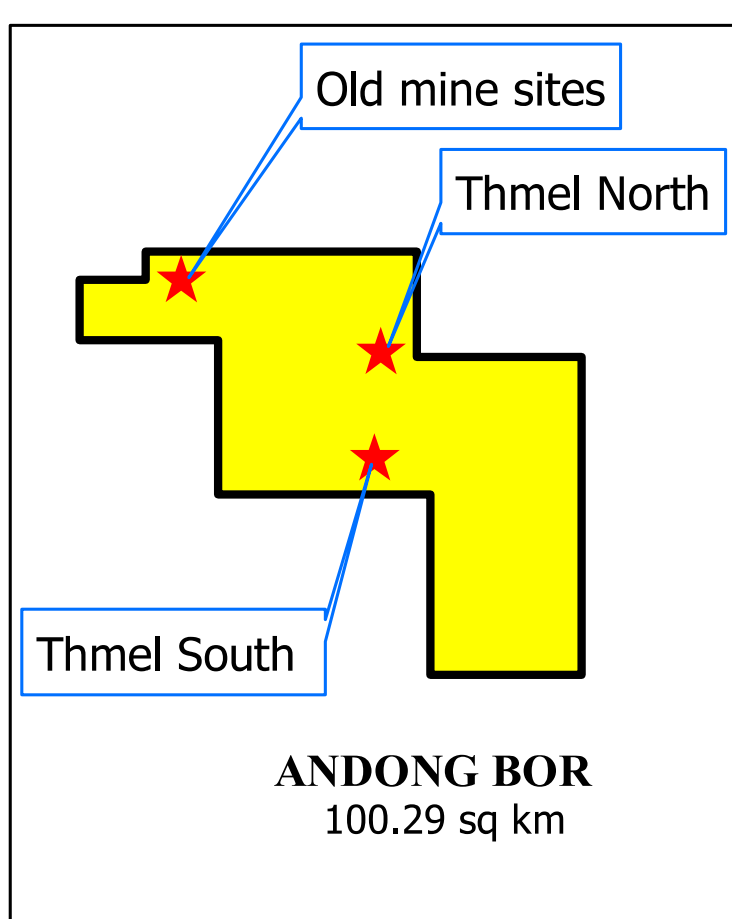 Old mine sites
Thmel North
Thmel South
ANDONG BOR
100.29 sq km